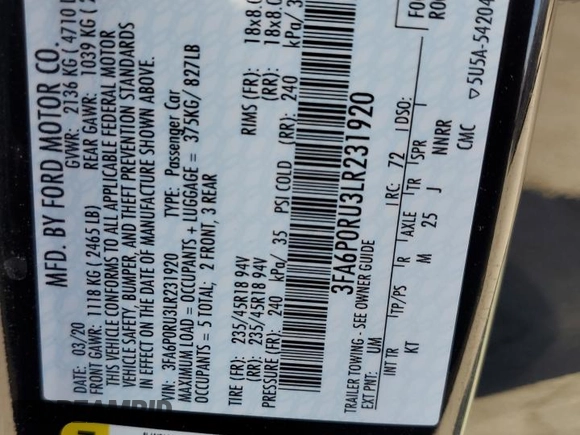 MFD. BY FORD MOTOR CO.
DATE: 03/20 GVWR: 2136 KG (4710 L
FRONT GAWR: 1118 KG (2465 LB) REAR GAWR: 1039 KG (2
THIS VEHICLE CONFORMS TO ALL APPLICABLE FEDERAL MOTOR
VEHICLE SAFETY, BUMPER, AND THEFT PREVENTION STANDARDS
IN EFFECT ON THE DATE OF MANUFACTURE SHOWN ABOVE.
VIN: 3FA6P0RU3LR231920 TYPE: Passenger Car
MAXIMUM LOAD = OCCUPANTS + LUGGAGE = 375KG/ 827LB
OCCUPANTS = 5 TOTAL; 2 FRONT, 3 REAR
TIRE (FR): 235/45R18 94V RIMS (FR): 18x8.0
(RR): 235/45R18 94V (RR): 18x8.0
PRESSURE (FR): 240 kPa/ 35 PSI COLD (RR): 240 kPa/ 3
3FA6P0RU3LR231920
TRAILER TOWING - SEE OWNER GUIDE
EXT PNT: UM RC: 72 DSO: FO
INT TR TP/PS R AXLE TR SPR RO
KT M 25 J NNRR
CMC ▽5U5A-54204